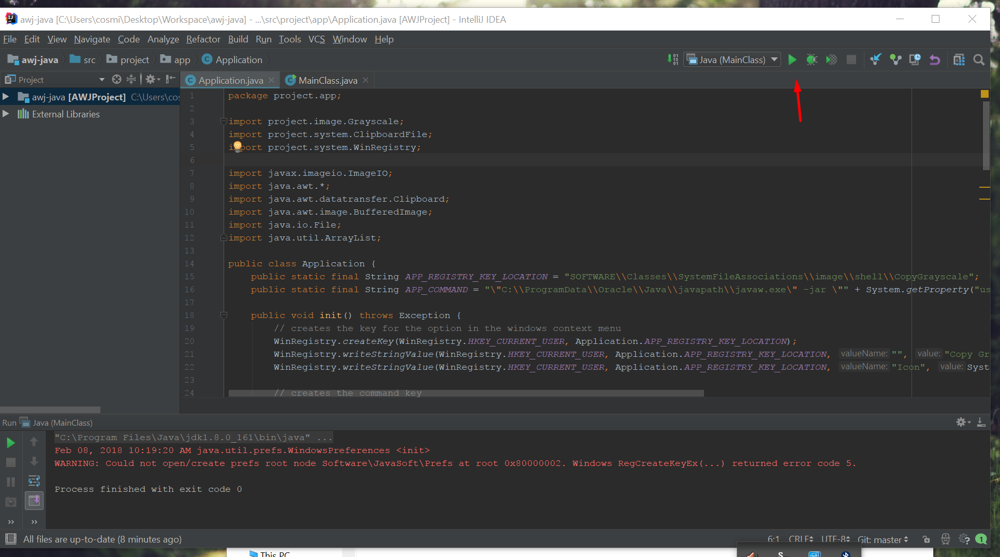 awj-java [C:\Users\cosmi\Desktop\Workspace\awj-java] - ...\src\project\app\Application.java [AWJProject] - IntelliJ IDEA
File Edit View Navigate Code Analyze Refactor Build Run Tools VCS Window Help
awj-java src project app Application Java (MainClass)
Project Application.java MainClass.java
awj-java [AWJProject] C:\Users\cos
External Libraries
1 package project.app;
2
3 import project.image.Grayscale;
4 import project.system.ClipboardFile;
5 import project.system.WinRegistry;
6
7 import javax.imageio.ImageIO;
8 import java.awt.*;
9 import java.awt.datatransfer.Clipboard;
10 import java.awt.image.BufferedImage;
11 import java.io.File;
12 import java.util.ArrayList;
13
14 public class Application {
15 public static final String APP_REGISTRY_KEY_LOCATION = "SOFTWARE\\Classes\\SystemFileAssociations\\image\\shell\\CopyGrayscale";
16 public static final String APP_COMMAND = "\"C:\\ProgramData\\Oracle\\Java\\javapath\\javaw.exe\" -jar \"" + System.getProperty("us
17
18 public void init() throws Exception {
19 // creates the key for the option in the windows context menu
20 WinRegistry.createKey(WinRegistry.HKEY_CURRENT_USER, Application.APP_REGISTRY_KEY_LOCATION);
21 WinRegistry.writeStringValue(WinRegistry.HKEY_CURRENT_USER, Application.APP_REGISTRY_KEY_LOCATION, valueName: "", value: "Copy Gr
22 WinRegistry.writeStringValue(WinRegistry.HKEY_CURRENT_USER, Application.APP_REGISTRY_KEY_LOCATION, valueName: "Icon", value: Syst
23
24 // creates the command key
Run Java (MainClass)
"C:\Program Files\Java\jdk1.8.0_161\bin\java" ...
Feb 08, 2018 10:19:20 AM java.util.prefs.WindowsPreferences <init>
WARNING: Could not open/create prefs root node Software\JavaSoft\Prefs at root 0x80000002. Windows RegCreateKeyEx(...) returned error code 5.
Process finished with exit code 0
All files are up-to-date (8 minutes ago) 6:1 CRLF UTF-8 Git: master 1
This PC